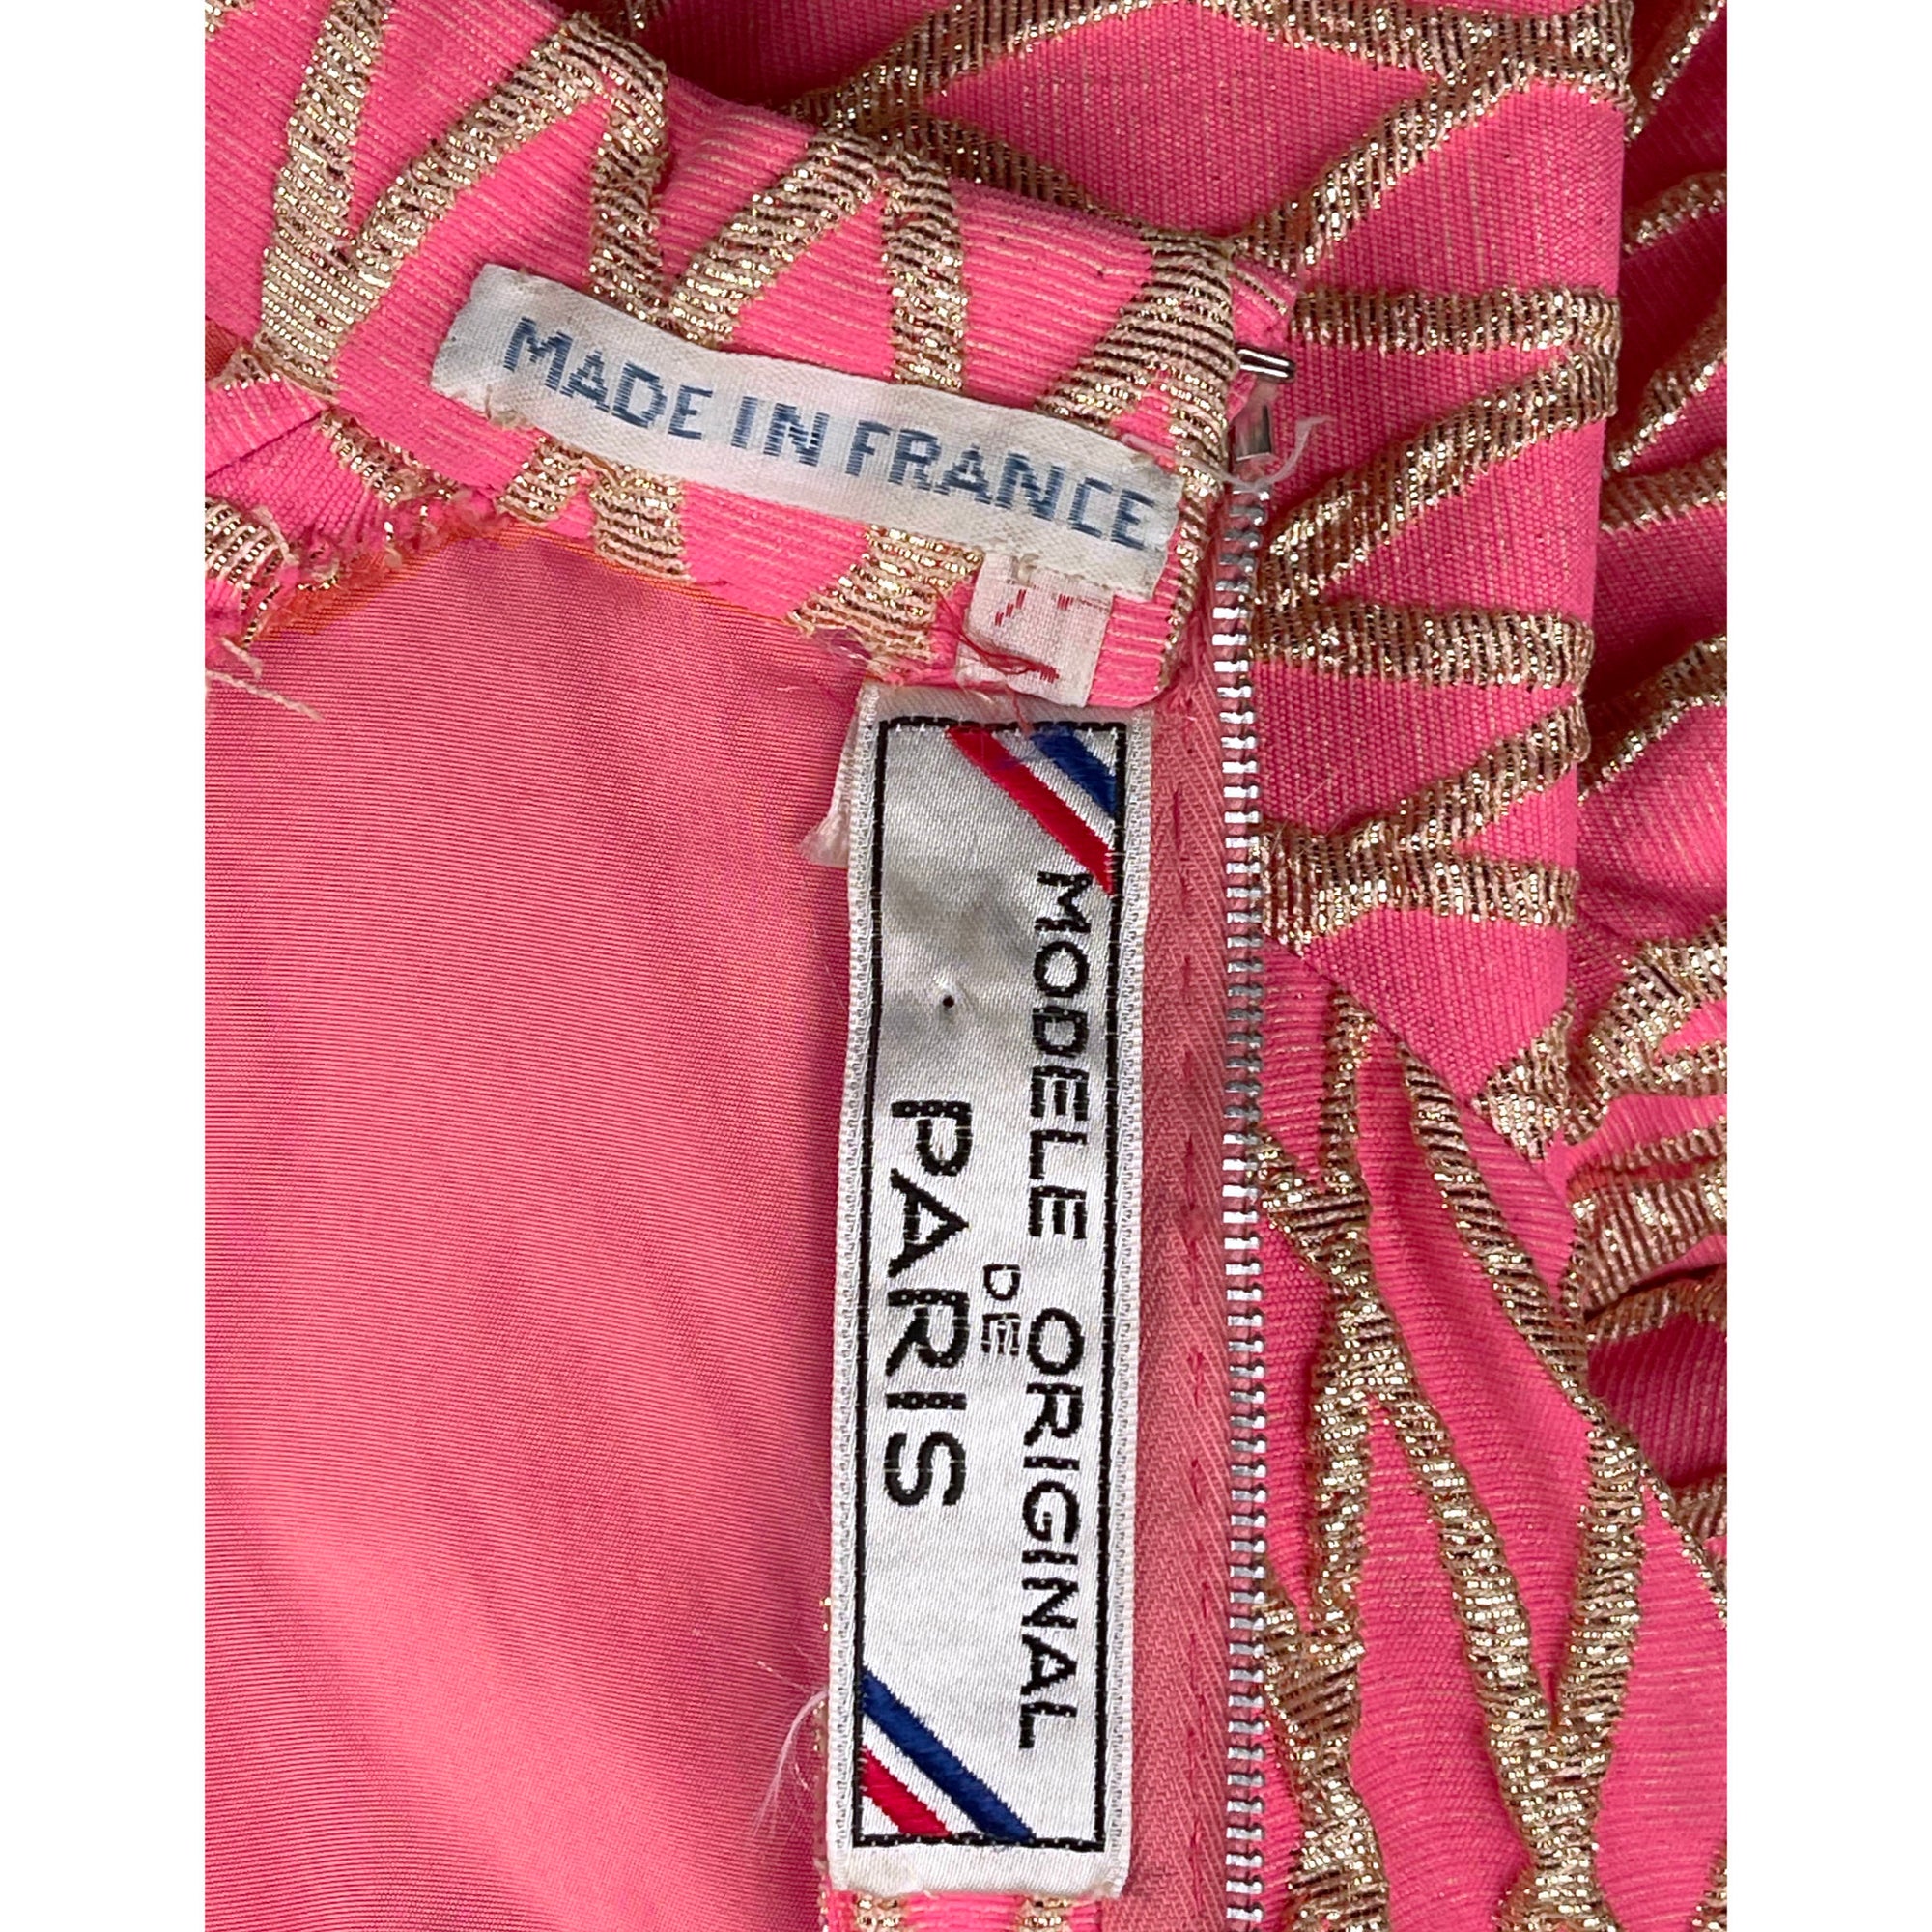 MADE IN FRANCE
MODELE ORIGINAL
DE
PARIS